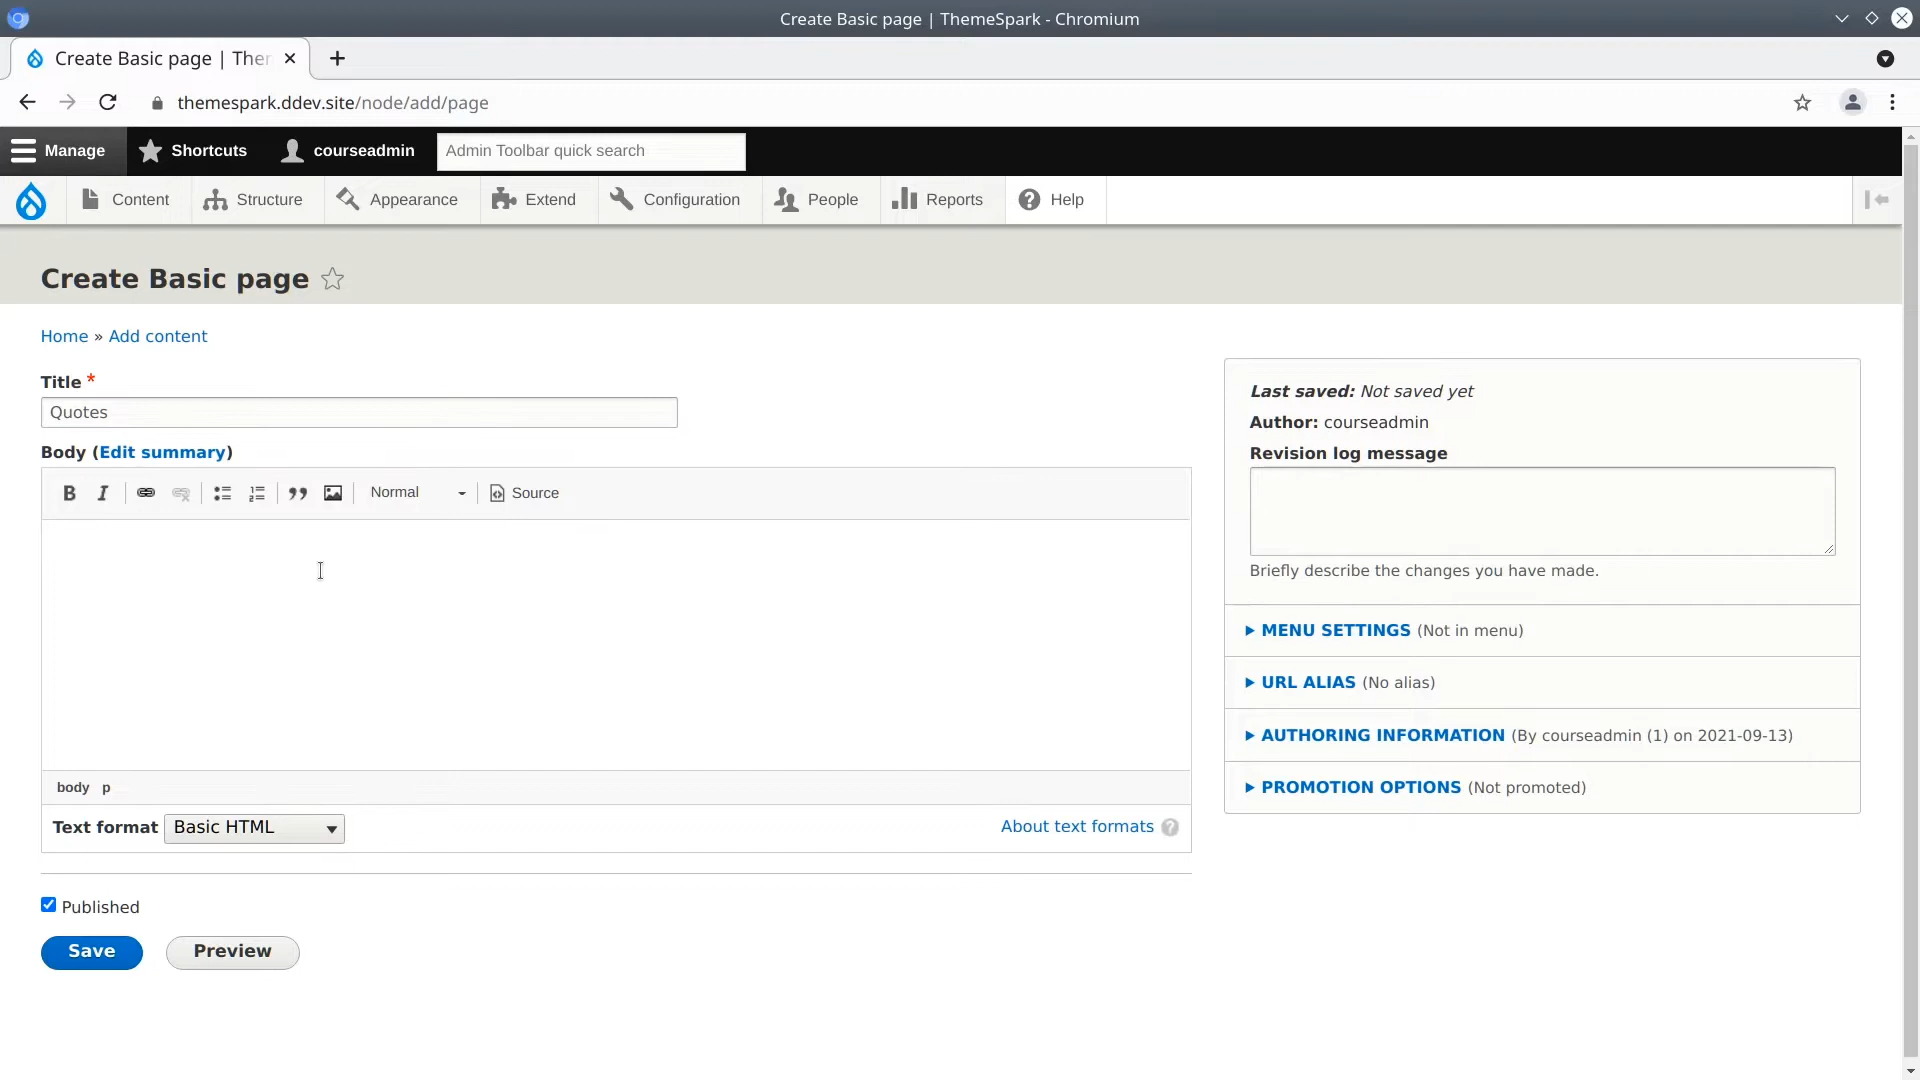 Create Basic page | ThemeSpark - Chromium
Create Basic page | Ther
themespark.ddev.site/node/add/page
Manage Shortcuts courseadmin Admin Toolbar quick search
Content Structure Appearance Extend Configuration People Reports Help
Create Basic page
Home » Add content
Title *
Quotes
Body (Edit summary)
B I Normal Source
body p
Text format Basic HTML About text formats ?
Published
Save Preview
Last saved: Not saved yet
Author: courseadmin
Revision log message
Briefly describe the changes you have made.
MENU SETTINGS (Not in menu)
URL ALIAS (No alias)
AUTHORING INFORMATION (By courseadmin (1) on 2021-09-13)
PROMOTION OPTIONS (Not promoted)